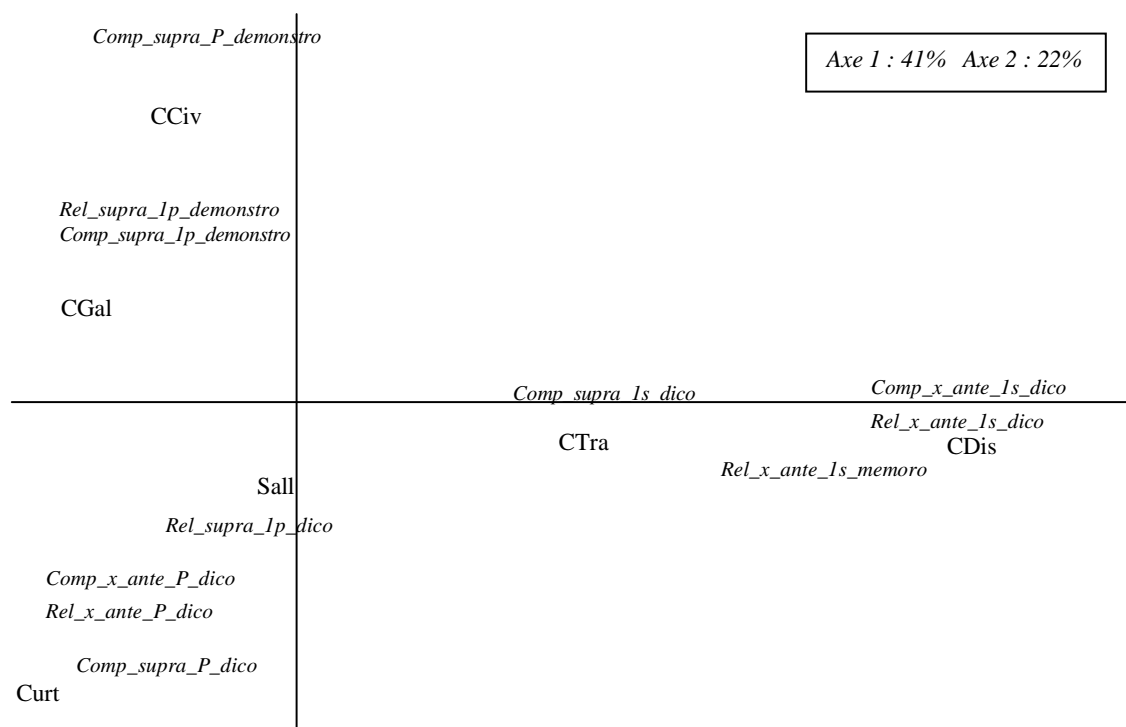 Comp_supra_P_demonstro
Axe 1 : 41% Axe 2 : 22%
CCiv
Rel_supra_1p_demonstro
Comp_supra_1p_demonstro
CGal
Comp_supra_1s_dico
Comp_x_ante_1s_dico
Rel_x_ante_1s_dico
CTra
CDis
Rel_x_ante_1s_memoro
Sall
Rel_supra_1p_dico
Comp_x_ante_P_dico
Rel_x_ante_P_dico
Comp_supra_P_dico
Curt